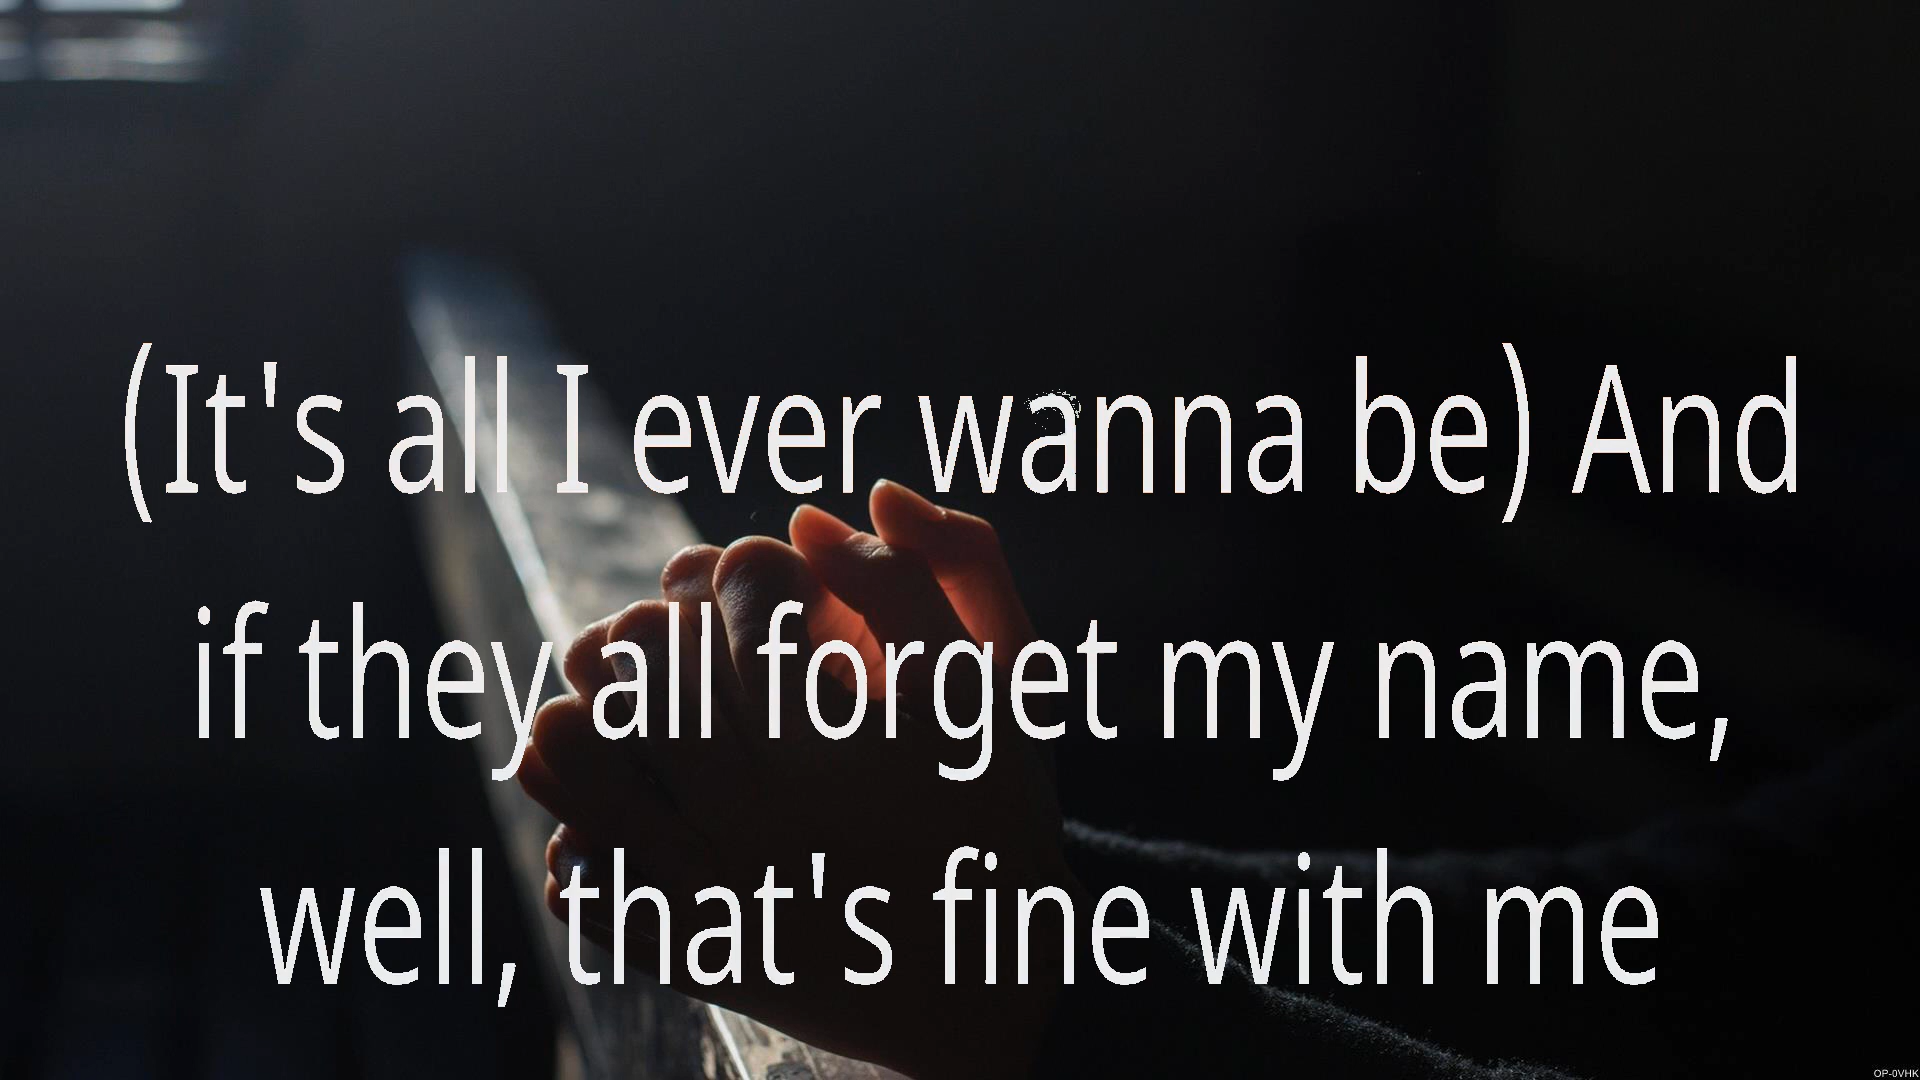 (It's all I ever wanna be) And
if they all forget my name,
well, that's fine with me
OP-0VHK